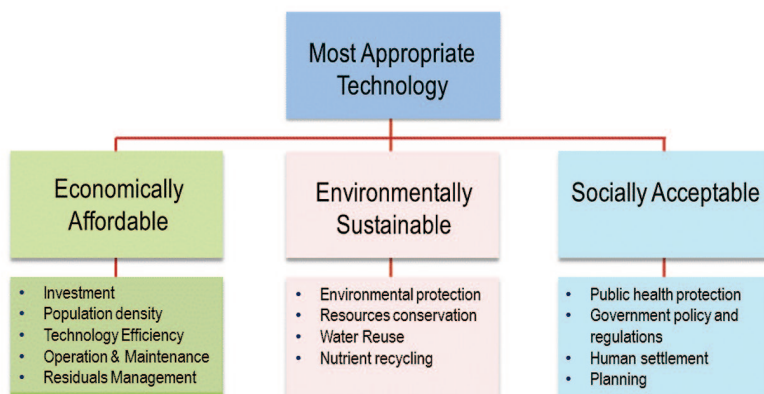 Most Appropriate
Technology
Economically
Affordable
Environmentally
Sustainable
Socially Acceptable
• Investment
• Population density
• Technology Efficiency
• Operation & Maintenance
• Residuals Management
• Environmental protection
• Resources conservation
• Water Reuse
• Nutrient recycling
• Public health protection
• Government policy and
regulations
• Human settlement
• Planning